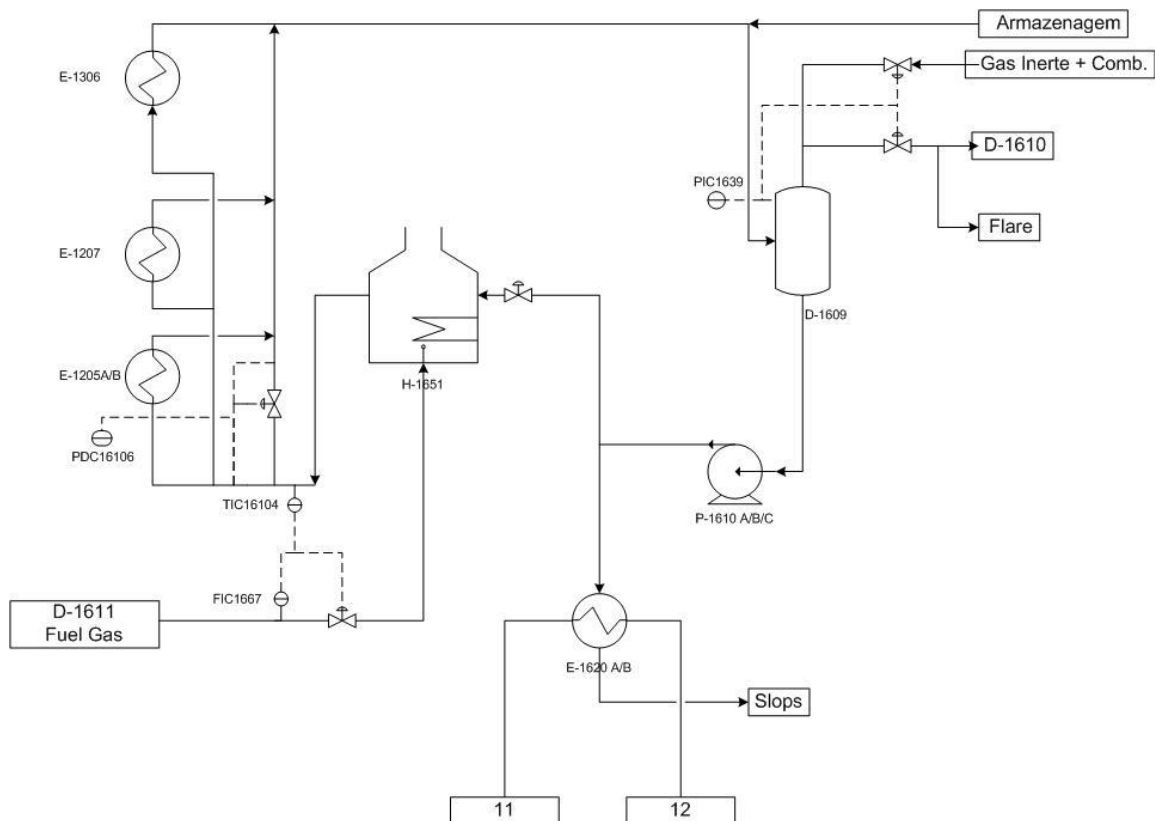 Armazenagem
E-1306
Gas Inerte + Comb.
D-1610
PIC1639
Flare
E-1207
D-1609
E-1205A/B
H-1651
PDC16106
TIC16104
P-1610 A/B/C
FIC1667
D-1611
Fuel Gas
E-1620 A/B
Slops
11
12